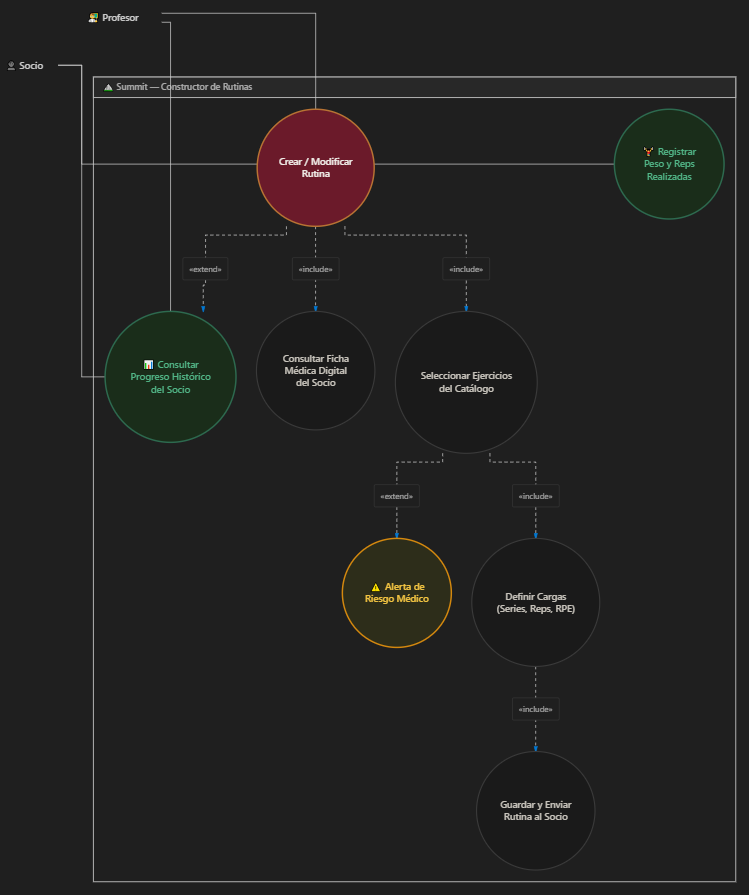 Profesor
Socio
Summit — Constructor de Rutinas
Crear / Modificar
Rutina
Registrar
Peso y Reps
Realizadas
«extend»
«include»
«include»
Consultar
Progreso Histórico
del Socio
Consultar Ficha
Médica Digital
del Socio
Seleccionar Ejercicios
del Catálogo
«extend»
«include»
Alerta de
Riesgo Médico
Definir Cargas
(Series, Reps, RPE)
«include»
Guardar y Enviar
Rutina al Socio